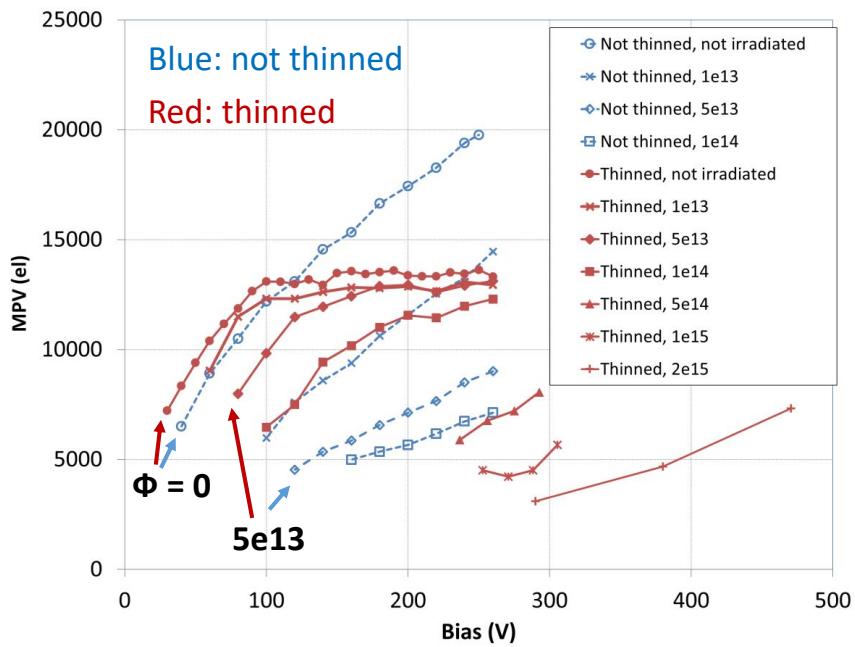 25000
20000
15000
10000
5000
0
MPV (el)
Blue: not thinned
Red: thinned
Not thinned, not irradiated
Not thinned, 1e13
Not thinned, 5e13
Not thinned, 1e14
Thinned, not irradiated
Thinned, 1e13
Thinned, 5e13
Thinned, 1e14
Thinned, 5e14
Thinned, 1e15
Thinned, 2e15
Φ = 0
5e13
0 100 200 300 400 500
Bias (V)